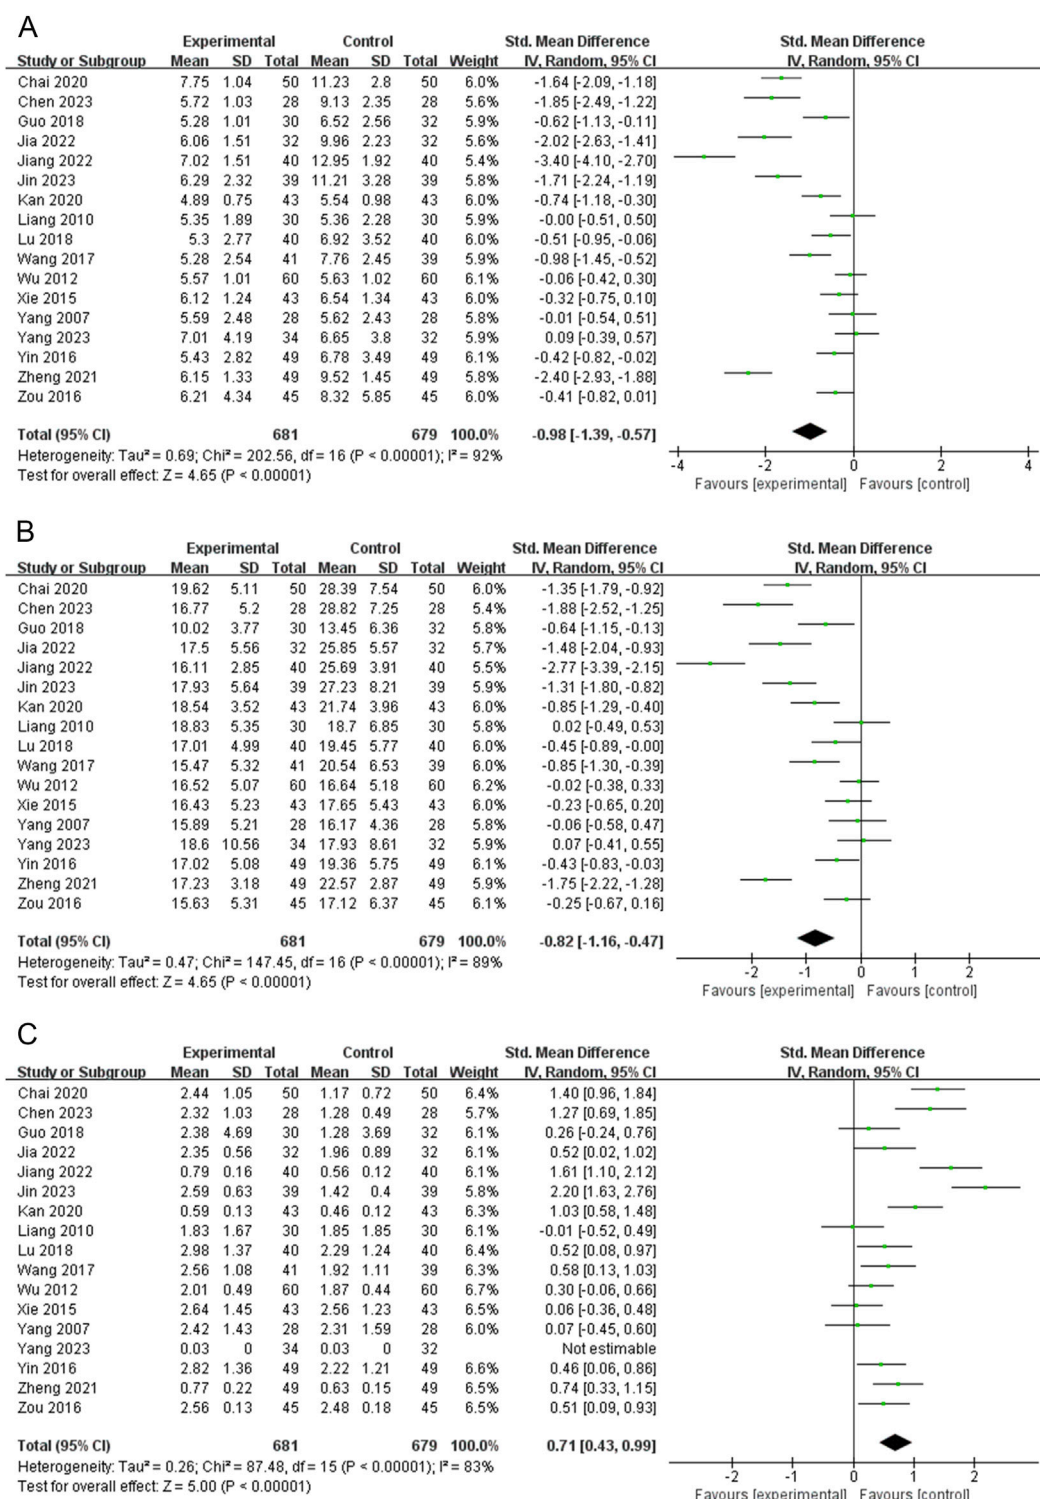 A
Experimental Control Std. Mean Difference Std. Mean Difference
Study or Subgroup Mean SD Total Mean SD Total Weight IV, Random, 95% CI IV, Random, 95% CI
Chai 2020 7.75 1.04 50 11.23 2.8 50 6.0% -1.64 [-2.09, -1.18]
Chen 2023 5.72 1.03 28 9.13 2.35 28 5.6% -1.85 [-2.49, -1.22]
Guo 2018 5.28 1.01 30 6.52 2.56 32 5.9% -0.62 [-1.13, -0.11]
Jia 2022 6.06 1.51 32 9.96 2.23 32 5.7% -2.02 [-2.63, -1.41]
Jiang 2022 7.02 1.51 40 12.95 1.92 40 5.4% -3.40 [-4.10, -2.70]
Jin 2023 6.29 2.32 39 11.21 3.28 39 5.8% -1.71 [-2.24, -1.19]
Kan 2020 4.89 0.75 43 5.54 0.98 43 6.0% -0.74 [-1.18, -0.30]
Liang 2010 5.35 1.89 30 5.36 2.28 30 5.9% -0.00 [-0.51, 0.50]
Lu 2018 5.3 2.77 40 6.92 3.52 40 6.0% -0.51 [-0.95, -0.06]
Wang 2017 5.28 2.54 41 7.76 2.45 39 5.9% -0.98 [-1.45, -0.52]
Wu 2012 5.57 1.01 60 5.63 1.02 60 6.1% -0.06 [-0.42, 0.30]
Xie 2015 6.12 1.24 43 6.54 1.34 43 6.0% -0.32 [-0.75, 0.10]
Yang 2007 5.59 2.48 28 5.62 2.43 28 5.8% -0.01 [-0.54, 0.51]
Yang 2023 7.01 4.19 34 6.65 3.8 32 5.9% 0.09 [-0.39, 0.57]
Yin 2016 5.43 2.82 49 6.78 3.49 49 6.1% -0.42 [-0.82, -0.02]
Zheng 2021 6.15 1.33 49 9.52 1.45 49 5.8% -2.40 [-2.93, -1.88]
Zou 2016 6.21 4.34 45 8.32 5.85 45 6.0% -0.41 [-0.82, 0.01]
Total (95% CI) 681 679 100.0% -0.98 [-1.39, -0.57]
Heterogeneity: Tau² = 0.69; Chi² = 202.56, df = 16 (P < 0.00001); I² = 92%
Test for overall effect: Z = 4.65 (P < 0.00001)
-4 -2 0 2 4
Favours [experimental] Favours [control]
B
Experimental Control Std. Mean Difference Std. Mean Difference
Study or Subgroup Mean SD Total Mean SD Total Weight IV, Random, 95% CI IV, Random, 95% CI
Chai 2020 19.62 5.11 50 28.39 7.54 50 6.0% -1.35 [-1.79, -0.92]
Chen 2023 16.77 5.2 28 28.82 7.25 28 5.4% -1.88 [-2.52, -1.25]
Guo 2018 10.02 3.77 30 13.45 6.36 32 5.8% -0.64 [-1.15, -0.13]
Jia 2022 17.5 5.56 32 25.85 5.57 32 5.7% -1.48 [-2.04, -0.93]
Jiang 2022 16.11 2.85 40 25.69 3.91 40 5.5% -2.77 [-3.39, -2.15]
Jin 2023 17.93 5.64 39 27.23 8.21 39 5.9% -1.31 [-1.80, -0.82]
Kan 2020 18.54 3.52 43 21.74 3.96 43 6.0% -0.85 [-1.29, -0.40]
Liang 2010 18.83 5.35 30 18.7 6.85 30 5.8% 0.02 [-0.49, 0.53]
Lu 2018 17.01 4.99 40 19.45 5.77 40 6.0% -0.45 [-0.89, -0.00]
Wang 2017 15.47 5.32 41 20.54 6.53 39 6.0% -0.85 [-1.30, -0.39]
Wu 2012 16.52 5.07 60 16.64 5.18 60 6.2% -0.02 [-0.38, 0.33]
Xie 2015 16.43 5.23 43 17.65 5.43 43 6.0% -0.23 [-0.65, 0.20]
Yang 2007 15.89 5.21 28 16.17 4.36 28 5.8% -0.06 [-0.58, 0.47]
Yang 2023 18.6 10.56 34 17.93 8.61 32 5.9% 0.07 [-0.41, 0.55]
Yin 2016 17.02 5.08 49 19.36 5.75 49 6.1% -0.43 [-0.83, -0.03]
Zheng 2021 17.23 3.18 49 22.57 2.87 49 5.9% -1.75 [-2.22, -1.28]
Zou 2016 15.63 5.31 45 17.12 6.37 45 6.1% -0.25 [-0.67, 0.16]
Total (95% CI) 681 679 100.0% -0.82 [-1.16, -0.47]
Heterogeneity: Tau² = 0.47; Chi² = 147.45, df = 16 (P < 0.00001); I² = 89%
Test for overall effect: Z = 4.65 (P < 0.00001)
-2 -1 0 1 2
Favours [experimental] Favours [control]
C
Experimental Control Std. Mean Difference Std. Mean Difference
Study or Subgroup Mean SD Total Mean SD Total Weight IV, Random, 95% CI IV, Random, 95% CI
Chai 2020 2.44 1.05 50 1.17 0.72 50 6.4% 1.40 [0.96, 1.84]
Chen 2023 2.32 1.03 28 1.28 0.49 28 5.7% 1.27 [0.69, 1.85]
Guo 2018 2.38 4.69 30 1.28 3.69 32 6.1% 0.26 [-0.24, 0.76]
Jia 2022 2.35 0.56 32 1.96 0.89 32 6.1% 0.52 [0.02, 1.02]
Jiang 2022 0.79 0.16 40 0.56 0.12 40 6.1% 1.61 [1.10, 2.12]
Jin 2023 2.59 0.63 39 1.42 0.4 39 5.8% 2.20 [1.63, 2.76]
Kan 2020 0.59 0.13 43 0.46 0.12 43 6.3% 1.03 [0.58, 1.48]
Liang 2010 1.83 1.67 30 1.85 1.85 30 6.1% -0.01 [-0.52, 0.49]
Lu 2018 2.98 1.37 40 2.29 1.24 40 6.4% 0.52 [0.08, 0.97]
Wang 2017 2.56 1.08 41 1.92 1.11 39 6.3% 0.58 [0.13, 1.03]
Wu 2012 2.01 0.49 60 1.87 0.44 60 6.7% 0.30 [-0.06, 0.66]
Xie 2015 2.64 1.45 43 2.56 1.23 43 6.5% 0.06 [-0.36, 0.48]
Yang 2007 2.42 1.43 28 2.31 1.59 28 6.0% 0.07 [-0.45, 0.60]
Yang 2023 0.03 0 34 0.03 0 32 Not estimable
Yin 2016 2.82 1.36 49 2.22 1.21 49 6.6% 0.46 [0.06, 0.86]
Zheng 2021 0.77 0.22 49 0.63 0.15 49 6.5% 0.74 [0.33, 1.15]
Zou 2016 2.56 0.13 45 2.48 0.18 45 6.5% 0.51 [0.09, 0.93]
Total (95% CI) 681 679 100.0% 0.71 [0.43, 0.99]
Heterogeneity: Tau² = 0.26; Chi² = 87.48, df = 15 (P < 0.00001); I² = 83%
Test for overall effect: Z = 5.00 (P < 0.00001)
-2 -1 0 1 2
Favours [experimental] Favours [control]